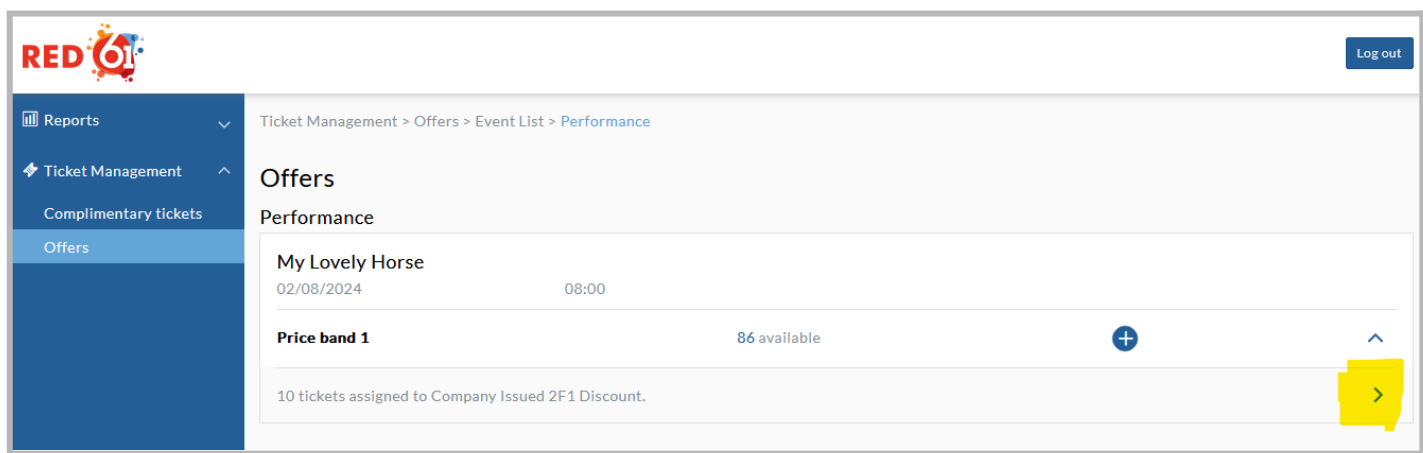 RED 61
Log out
Reports
Ticket Management > Offers > Event List > Performance
Ticket Management
Complimentary tickets
Offers
Offers
Performance
My Lovely Horse
02/08/2024 08:00
Price band 1 86 available
10 tickets assigned to Company Issued 2F1 Discount.